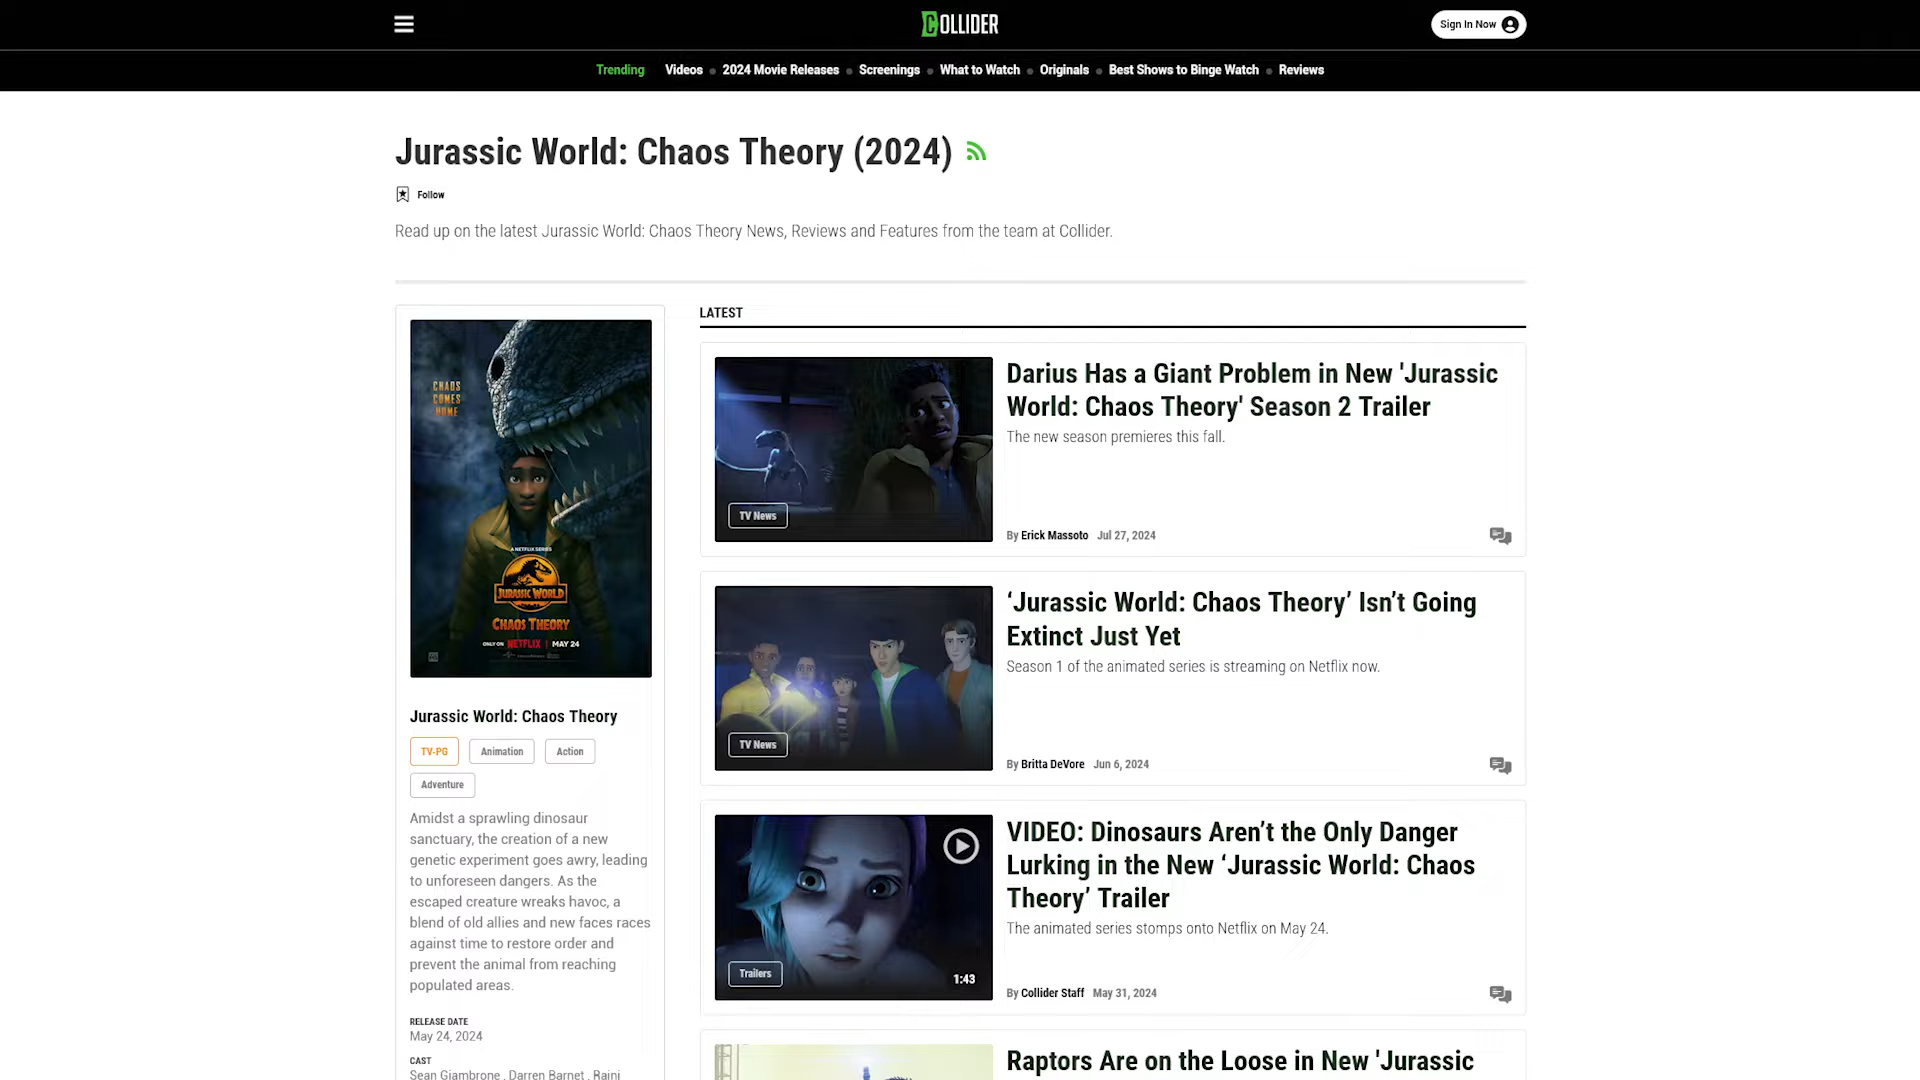 COLLIDER
Sign In Now
Trending Videos 2024 Movie Releases Screenings What to Watch Originals Best Shows to Binge Watch Reviews
Jurassic World: Chaos Theory (2024)
Follow
Read up on the latest Jurassic World: Chaos Theory News, Reviews and Features from the team at Collider.
CHAOS
COMES
HOME
A NETFLIX SERIES
JURASSIC WORLD
CHAOS THEORY
ONLY ON NETFLIX | MAY 24
Jurassic World: Chaos Theory
TV-PG
Animation
Action
Adventure
Amidst a sprawling dinosaur
sanctuary, the creation of a new
genetic experiment goes awry, leading
to unforeseen dangers. As the
escaped creature wreaks havoc, a
blend of old allies and new faces races
against time to restore order and
prevent the animal from reaching
populated areas.
RELEASE DATE
May 24, 2024
CAST
Sean Giambrone , Darren Barnet , Raini
LATEST
TV News
Darius Has a Giant Problem in New 'Jurassic
World: Chaos Theory' Season 2 Trailer
The new season premieres this fall.
By Erick Massoto Jul 27, 2024
TV News
‘Jurassic World: Chaos Theory’ Isn’t Going
Extinct Just Yet
Season 1 of the animated series is streaming on Netflix now.
By Britta DeVore Jun 6, 2024
Trailers
1:43
VIDEO: Dinosaurs Aren’t the Only Danger
Lurking in the New ‘Jurassic World: Chaos
Theory’ Trailer
The animated series stomps onto Netflix on May 24.
By Collider Staff May 31, 2024
Raptors Are on the Loose in New 'Jurassic